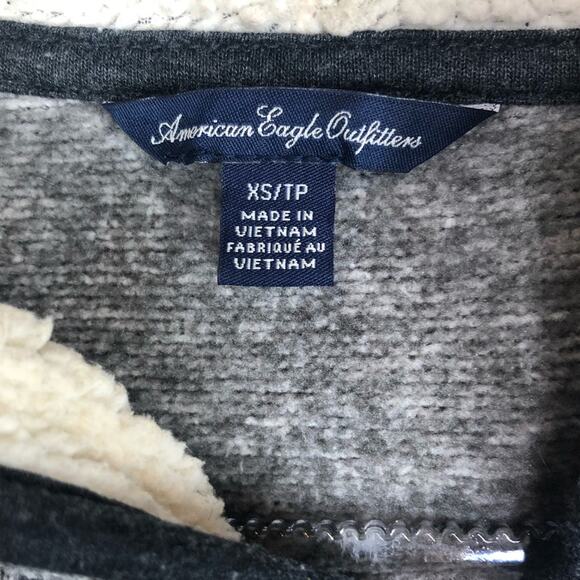 American Eagle Outfitters
XS/TP
MADE IN
VIETNAM
FABRIQUÉ AU
VIETNAM